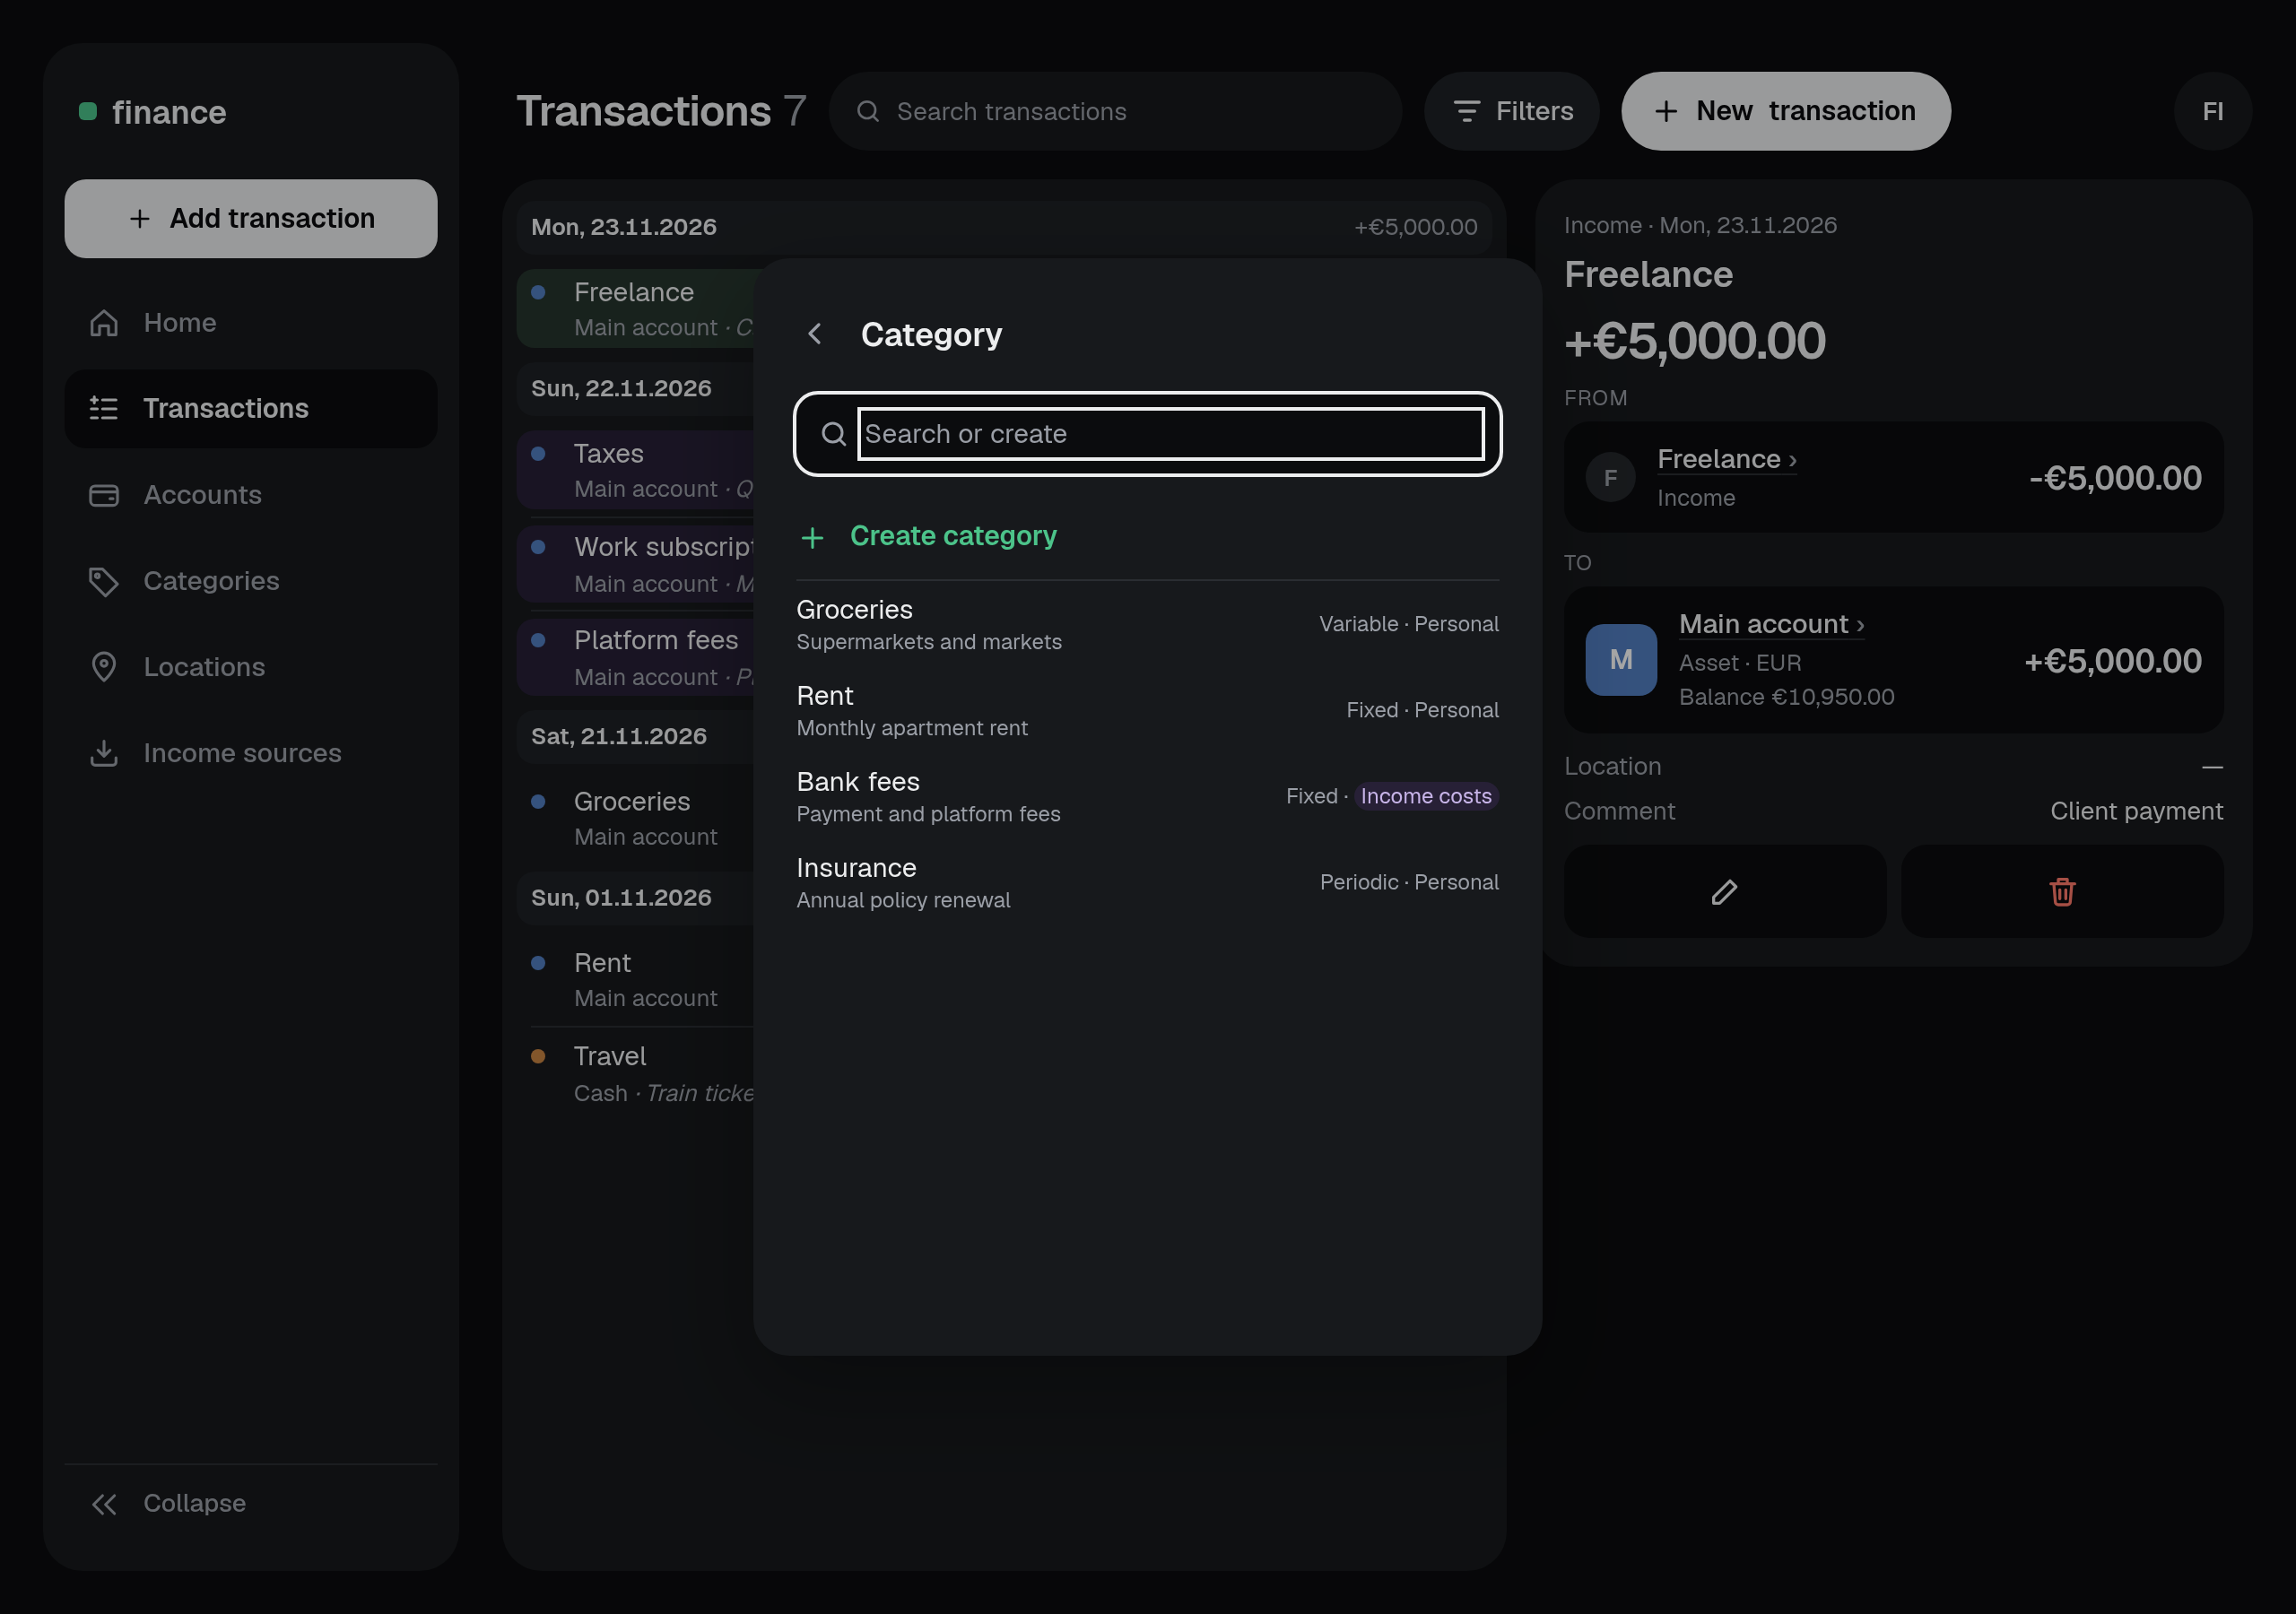 finance
Add transaction
Home
Transactions
Accounts
Categories
Locations
Income sources
Collapse
Transactions 7
Search transactions
Filters
New transaction
FI
Mon, 23.11.2026 +€5,000.00
Freelance
Main account ·
Sun, 22.11.2026
Taxes
Main account ·
Work
Main account ·
Platform fees
Main account ·
Sat, 21.11.2026
Groceries
Main account
Sun, 01.11.2026
Rent
Main account
Travel
Cash · Train
Category
Search or create
Create category
Groceries
Supermarkets and markets
Variable · Personal
Rent
Monthly apartment rent
Fixed · Personal
Bank fees
Payment and platform fees
Fixed · Income costs
Insurance
Annual policy renewal
Periodic · Personal
Income · Mon, 23.11.2026
Freelance
+€5,000.00
FROM
F
Freelance ›
Income
-€5,000.00
TO
M
Main account ›
Asset · EUR
Balance €10,950.00
+€5,000.00
Location —
Comment Client payment